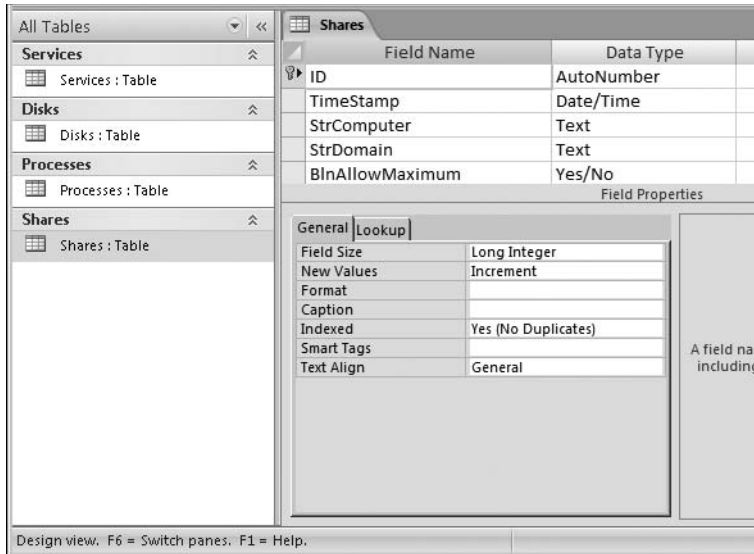 All Tables
Services
Services : Table
Disks
Disks : Table
Processes
Processes : Table
Shares
Shares : Table
Shares
Field Name Data Type
ID AutoNumber
TimeStamp Date/Time
StrComputer Text
StrDomain Text
BlnAllowMaximum Yes/No
Field Properties
General Lookup
Field Size Long Integer
New Values Increment
Format
Caption
Indexed Yes (No Duplicates)
Smart Tags
Text Align General
A field na
including
Design view. F6 = Switch panes. F1 = Help.